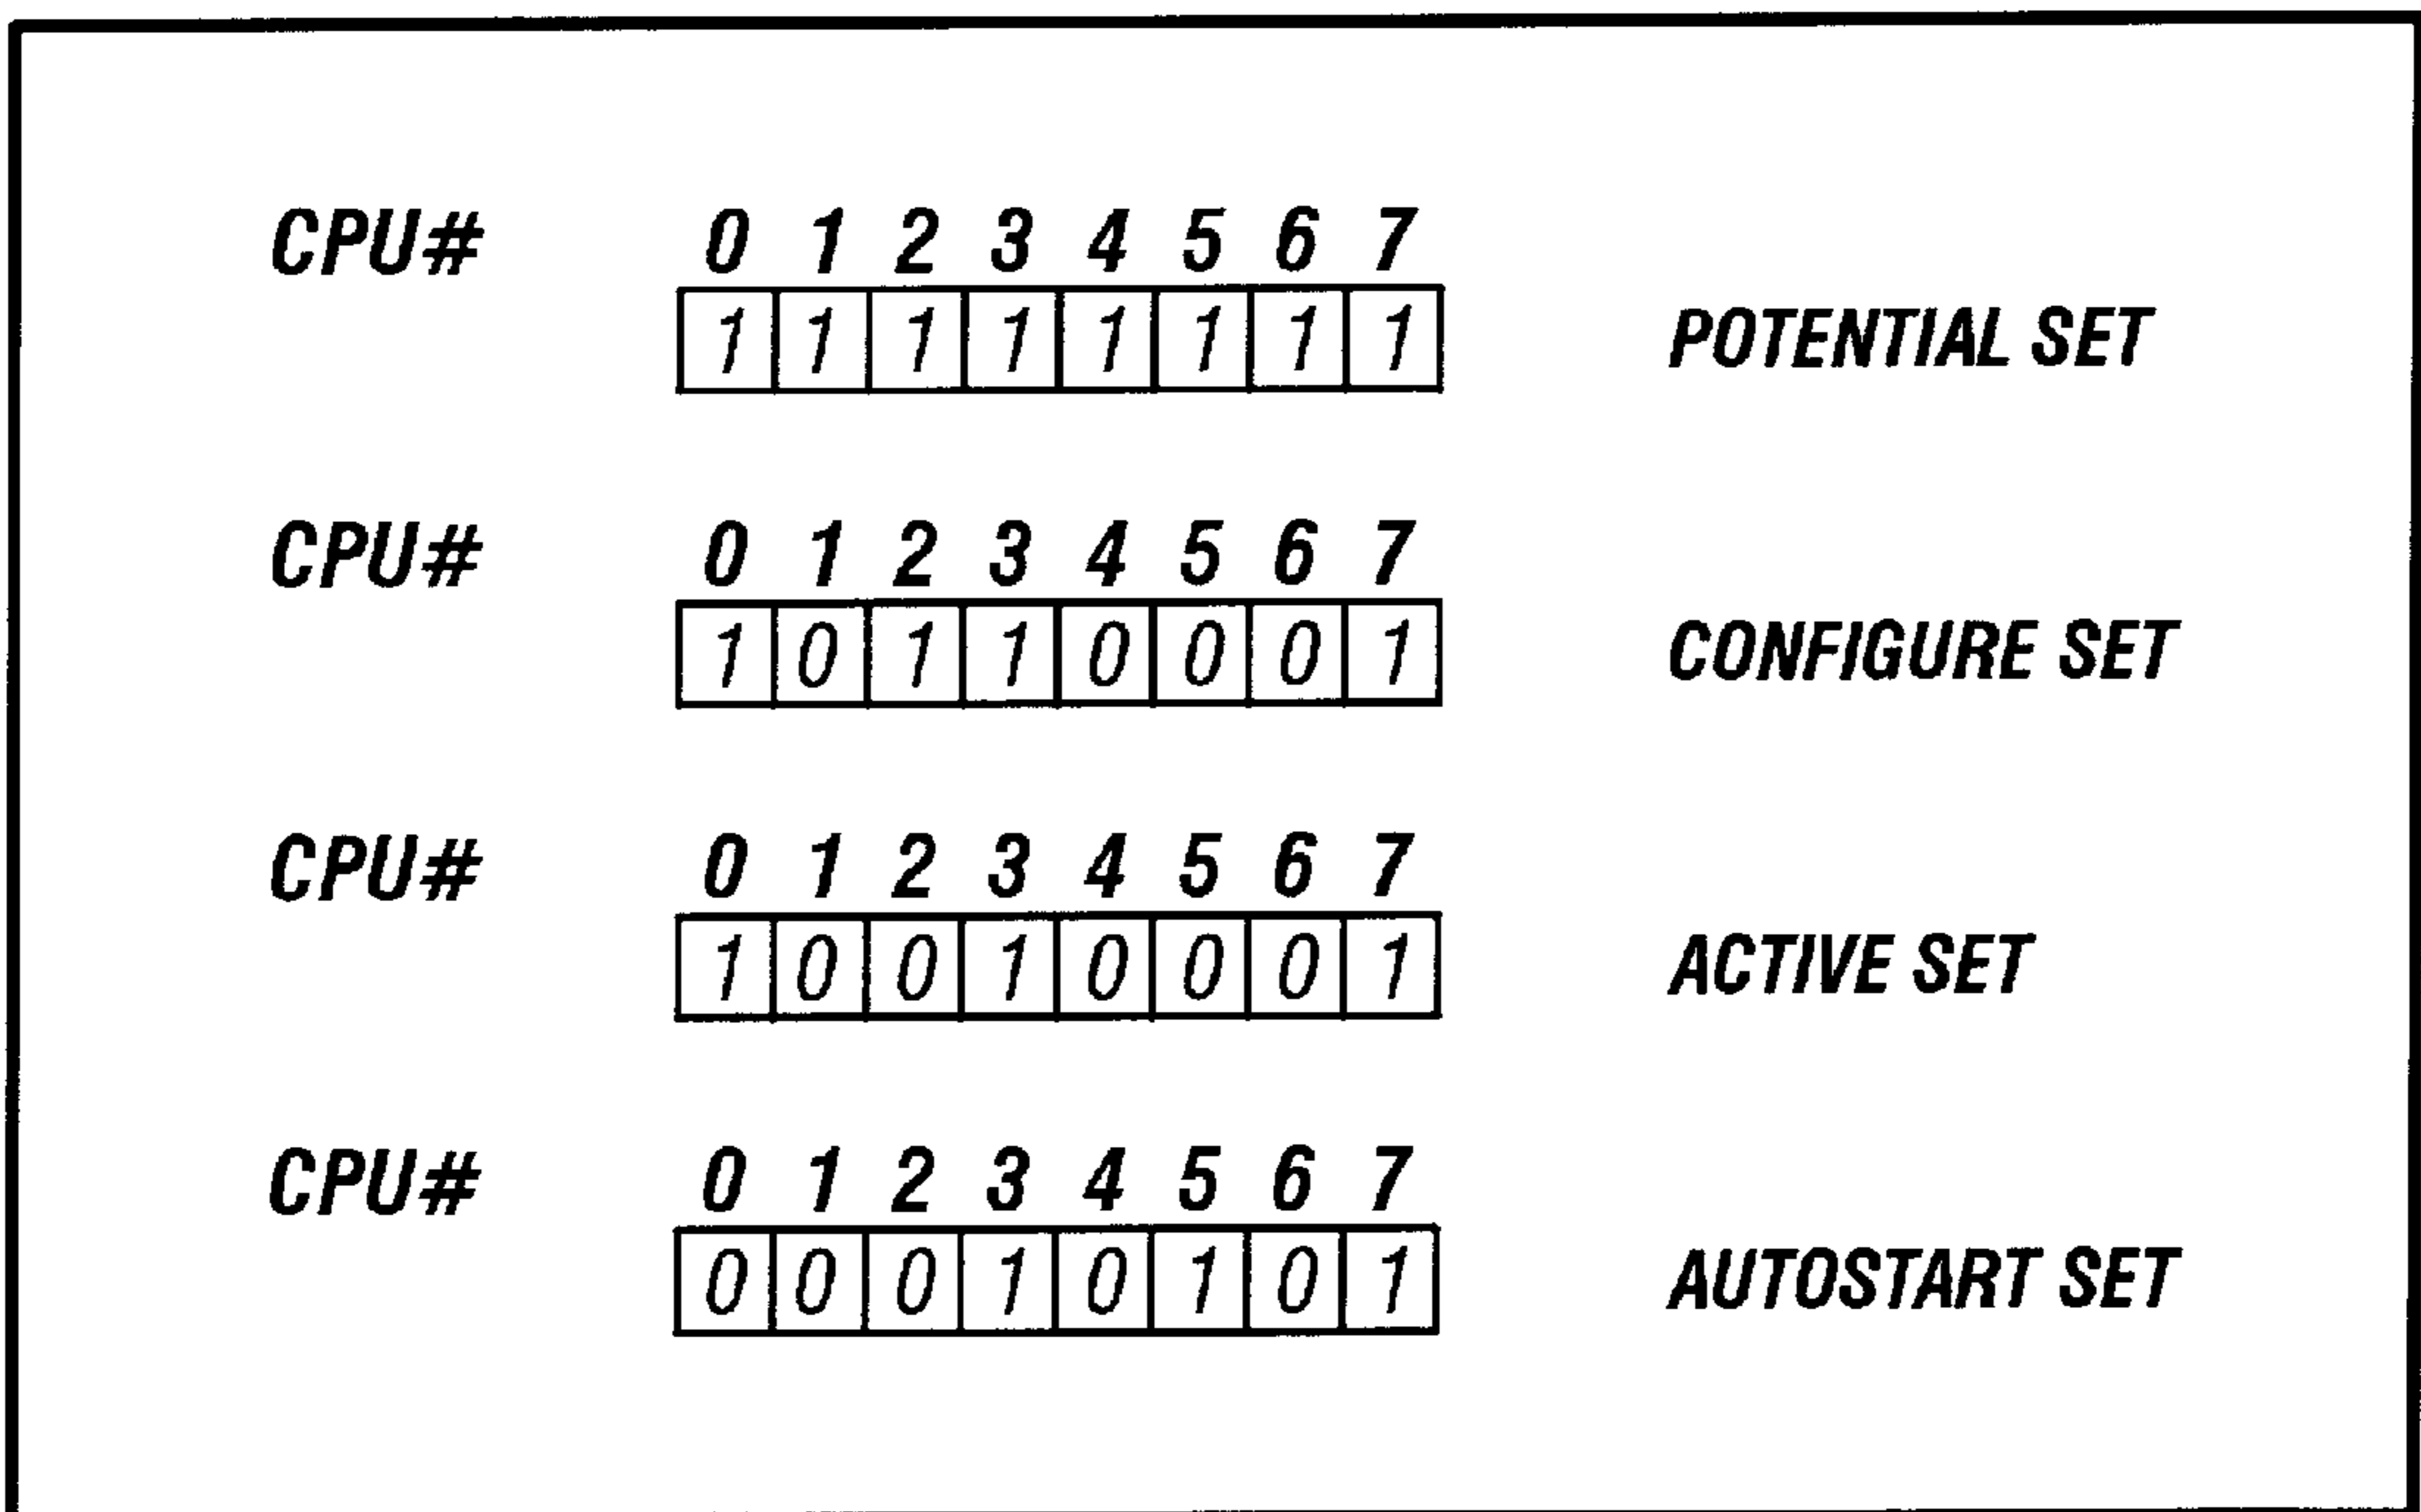 CPU# 0 1 2 3 4 5 6 7
1 1 1 1 1 1 1 1 POTENTIAL SET
CPU# 0 1 2 3 4 5 6 7
1 0 1 1 0 0 0 1 CONFIGURE SET
CPU# 0 1 2 3 4 5 6 7
1 0 0 1 0 0 0 1 ACTIVE SET
CPU# 0 1 2 3 4 5 6 7
0 0 0 1 0 1 0 1 AUTOSTART SET